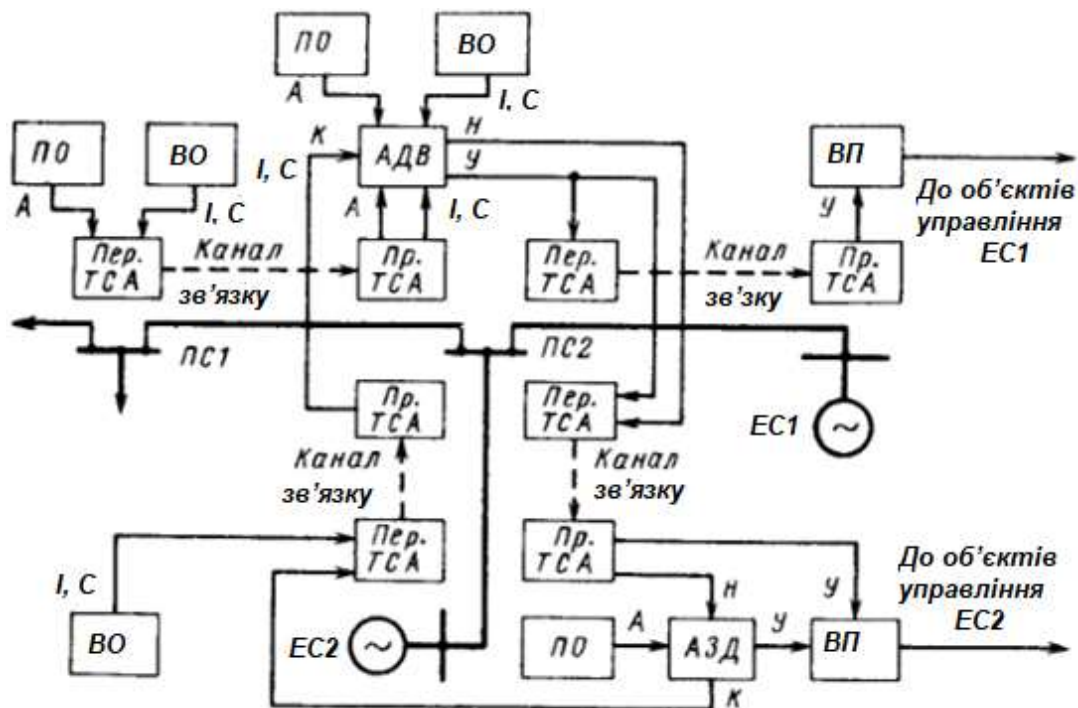 ПО
ВО
А
І, С
К
Н
АДВ
У
ПО
ВО
І, С
ВП
До об’єктів
управління
ЕС1
А
І, С
А
І, С
У
Пер.
ТСА
Канал
зв’язку
Пр.
ТСА
Пер.
ТСА
Канал
зв’зку
Пр.
ТСА
ПС1
ПС2
Пр.
ТСА
Пер.
ТСА
ЕС1
~
Канал
зв’язку
Канал
зв’язку
Пер.
ТСА
Пр.
ТСА
І, С
До об’єктів
управління
ЕС2
Н
У
ВО
ЕС2
~
ПО
А
АЗД
У
ВП
К